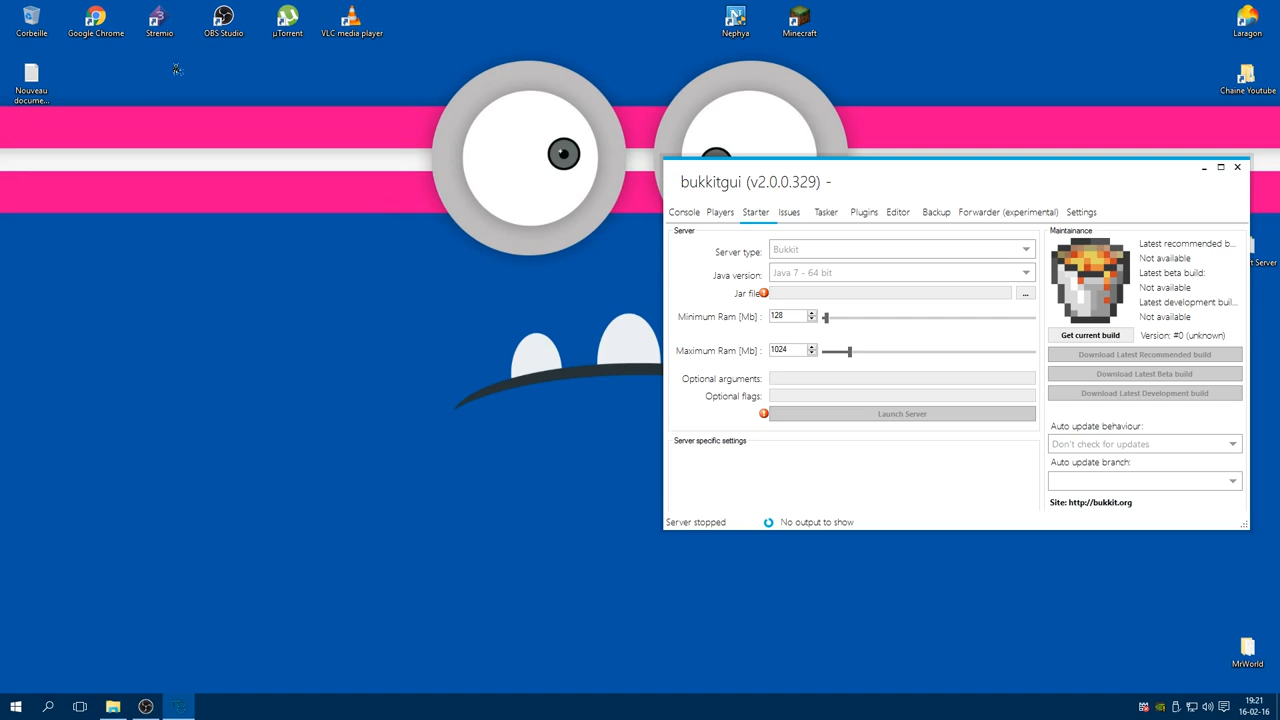 Corbeille
Google Chrome
Stremio
OBS Studio
µTorrent
VLC media player
Nephya
Minecraft
Laragon
Nouveau
docume...
Chaine Youtube
bukkitgui (v2.0.0.329) -
Console Players Starter Issues Tasker Plugins Editor Backup Forwarder (experimental) Settings
Server
Server type: Bukkit
Java version: Java 7 - 64 bit
Jar file
...
Minimum Ram [Mb] : 128
Maximum Ram [Mb] : 1024
Optional arguments:
Optional flags:
Launch Server
Server specific settings
Maintainance
Latest recommended b...
Not available
Latest beta build:
Not available
Latest development buil...
Not available
Get current build Version: #0 (unknown)
Download Latest Recommended build
Download Latest Beta build
Download Latest Development build
Auto update behaviour:
Don't check for updates
Auto update branch:
Site: http://bukkit.org
Server stopped No output to show
Server
MrWorld
19:21
16-02-16